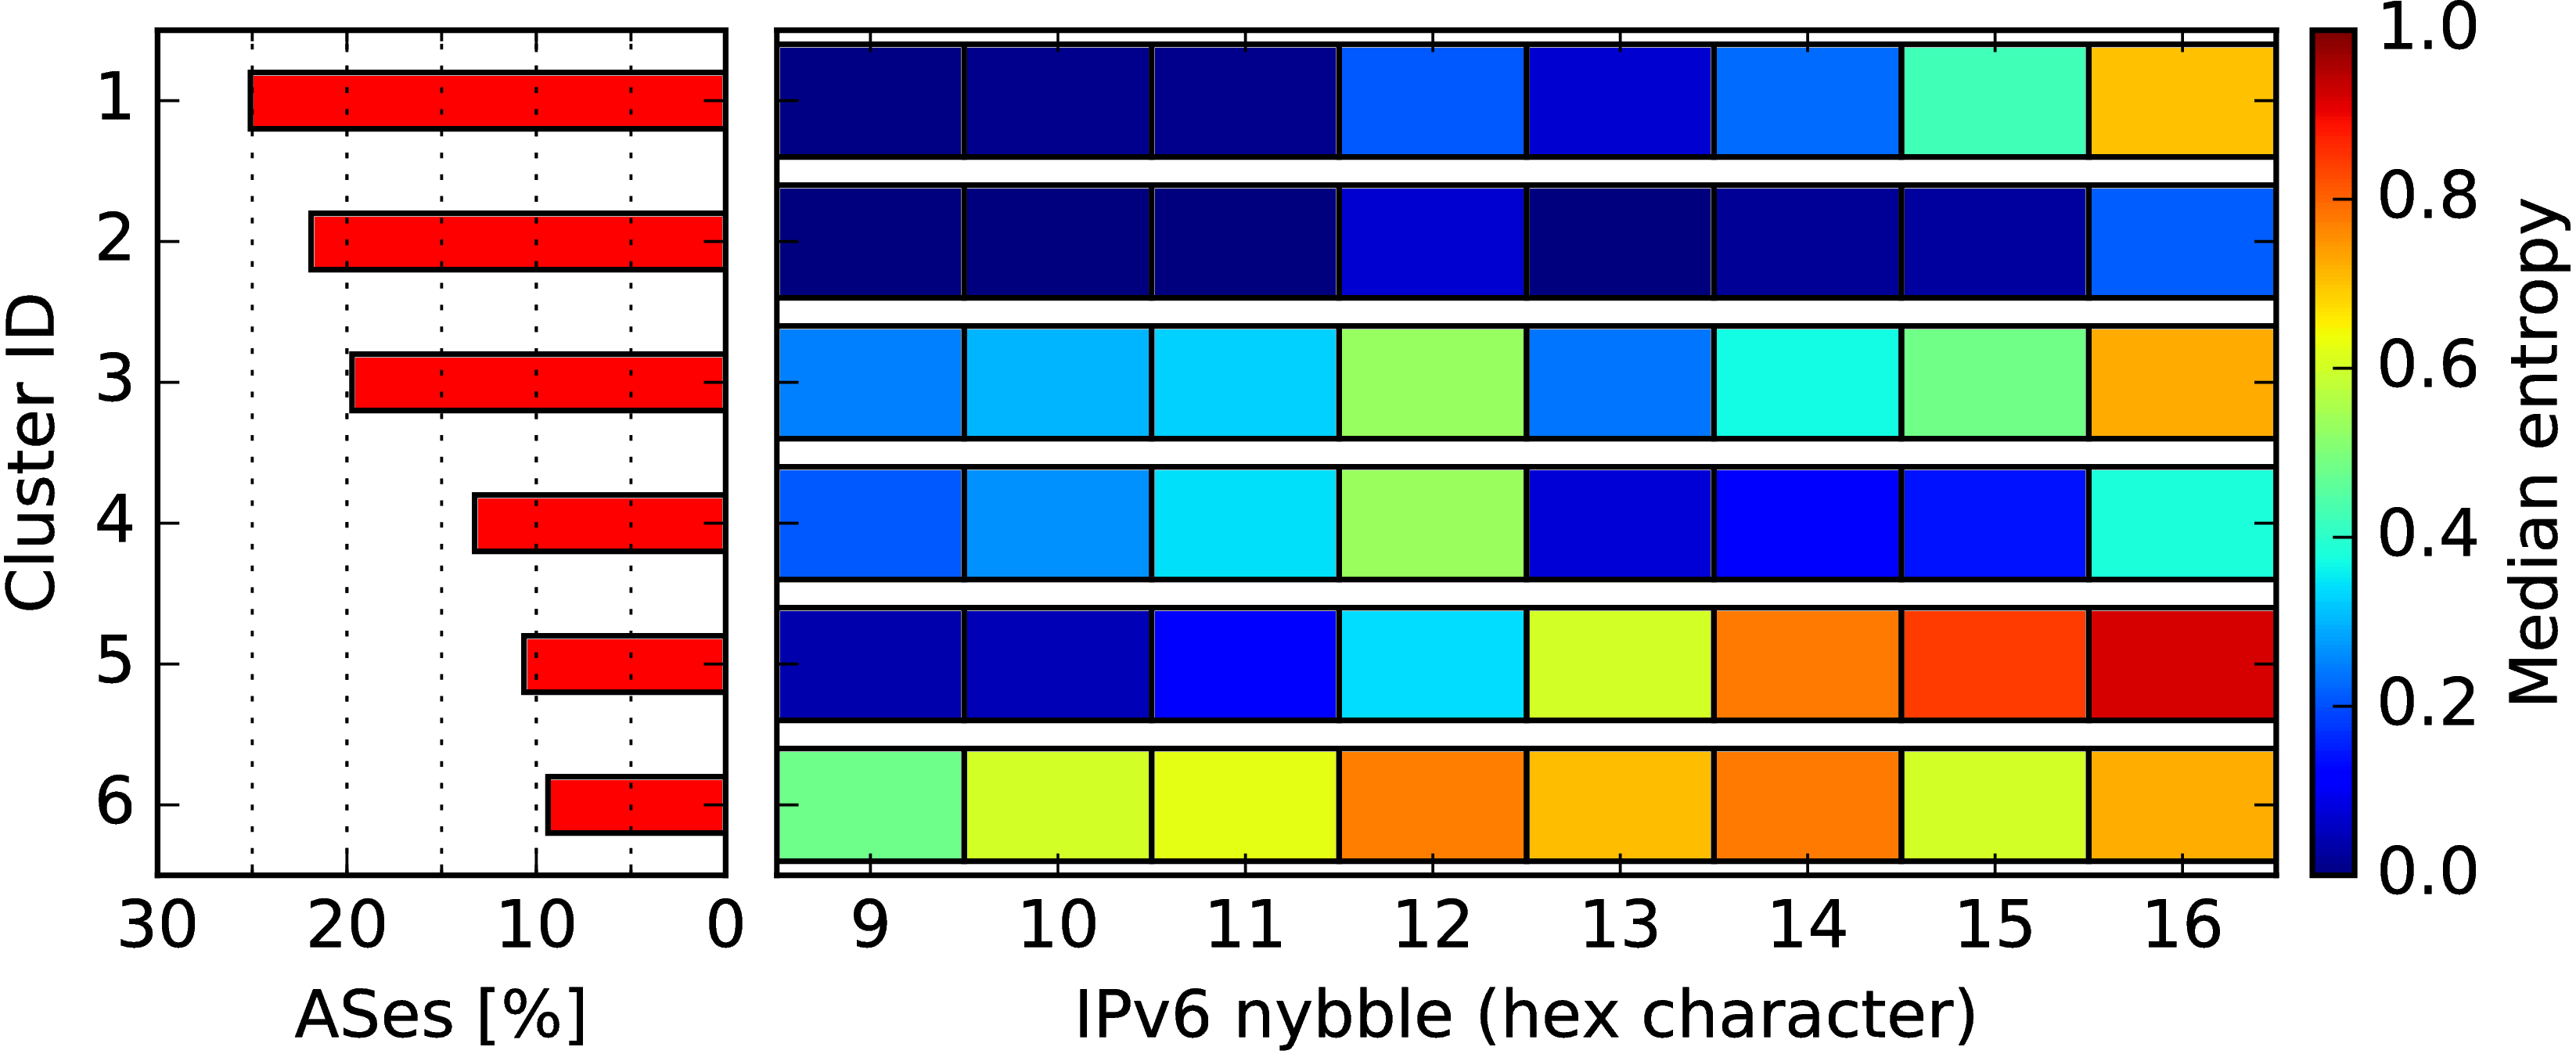 Cluster ID
1
2
3
4
5
6
30 20 10 0
ASes [%]
9 10 11 12 13 14 15 16
IPv6 nybble (hex character)
1.0
0.8
0.6
0.4
0.2
0.0
Median entropy